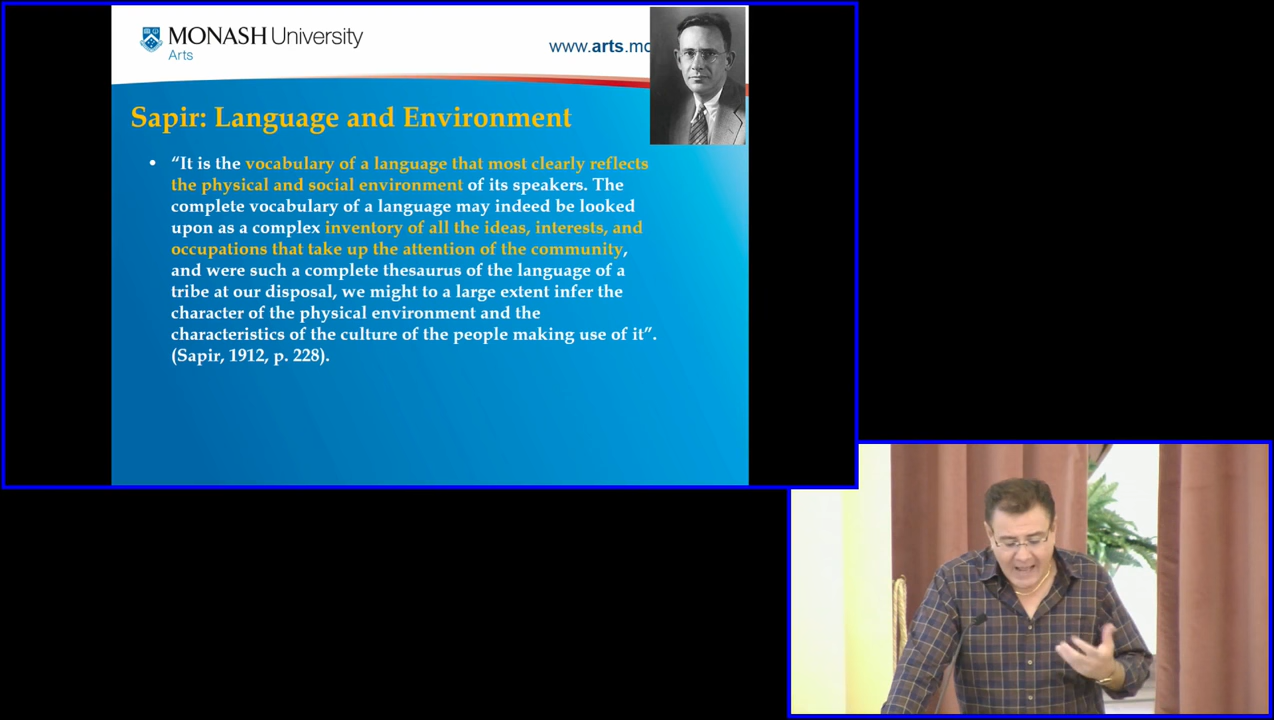 MONASH University
Arts
www.arts.mo
Sapir: Language and Environment
• “It is the vocabulary of a language that most clearly reflects
the physical and social environment of its speakers. The
complete vocabulary of a language may indeed be looked
upon as a complex inventory of all the ideas, interests, and
occupations that take up the attention of the community,
and were such a complete thesaurus of the language of a
tribe at our disposal, we might to a large extent infer the
character of the physical environment and the
characteristics of the culture of the people making use of it”.
(Sapir, 1912, p. 228).